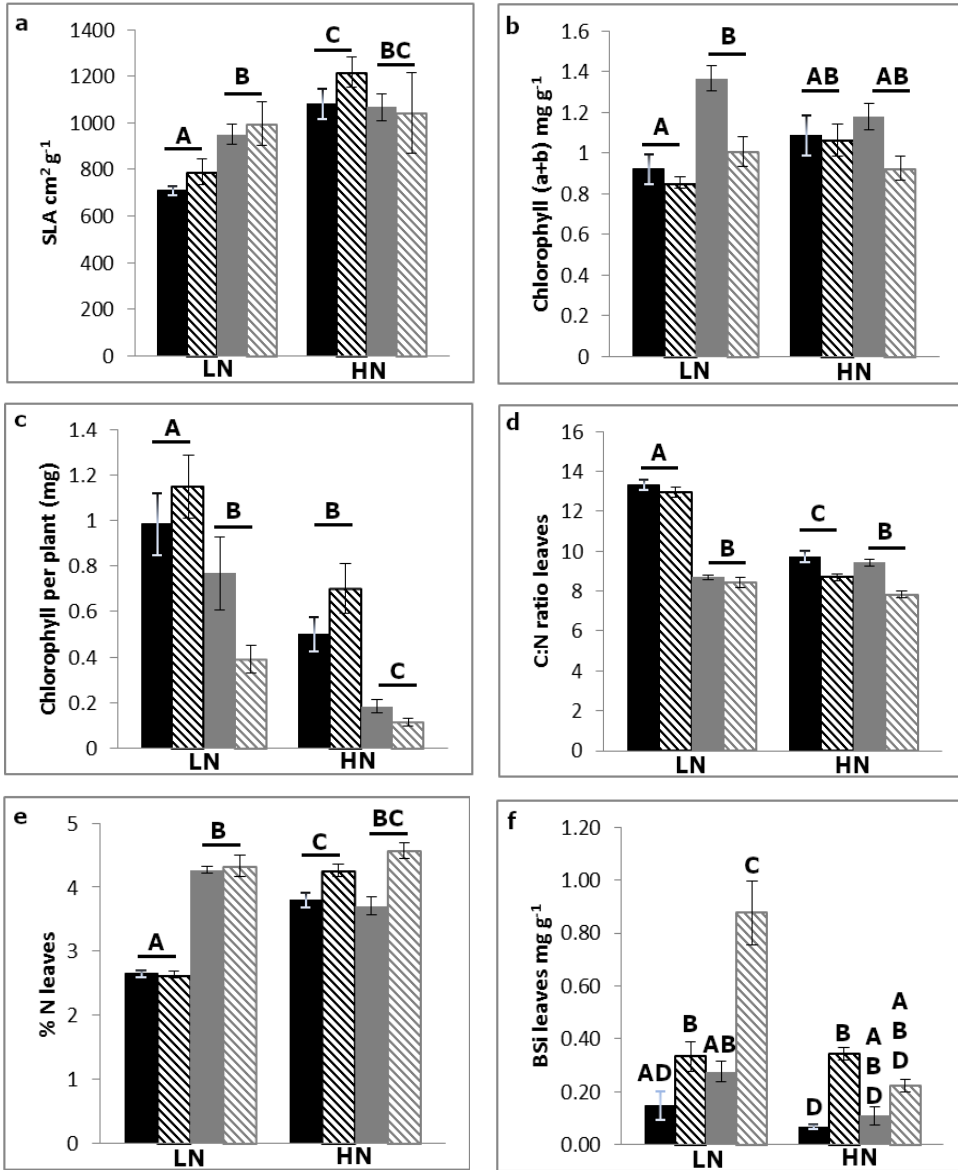 a
SLA cm² g⁻¹
1400
1200
1000
800
600
400
200
0
A
B
C
BC
LN
HN
b
Chlorophyll (a+b) mg g⁻¹
1.6
1.4
1.2
1
0.8
0.6
0.4
0.2
0
A
B
AB
AB
LN
HN
c
Chlorophyll per plant (mg)
1.4
1.2
1
0.8
0.6
0.4
0.2
0
A
B
B
C
LN
HN
d
C:N ratio leaves
16
14
12
10
8
6
4
2
0
A
B
C
B
LN
HN
e
% N leaves
5
4
3
2
1
0
A
B
C
BC
LN
HN
f
BSi leaves mg g⁻¹
1.20
1.00
0.80
0.60
0.40
0.20
0.00
AD
B
AB
C
D
B
A
B
D
A
B
D
LN
HN